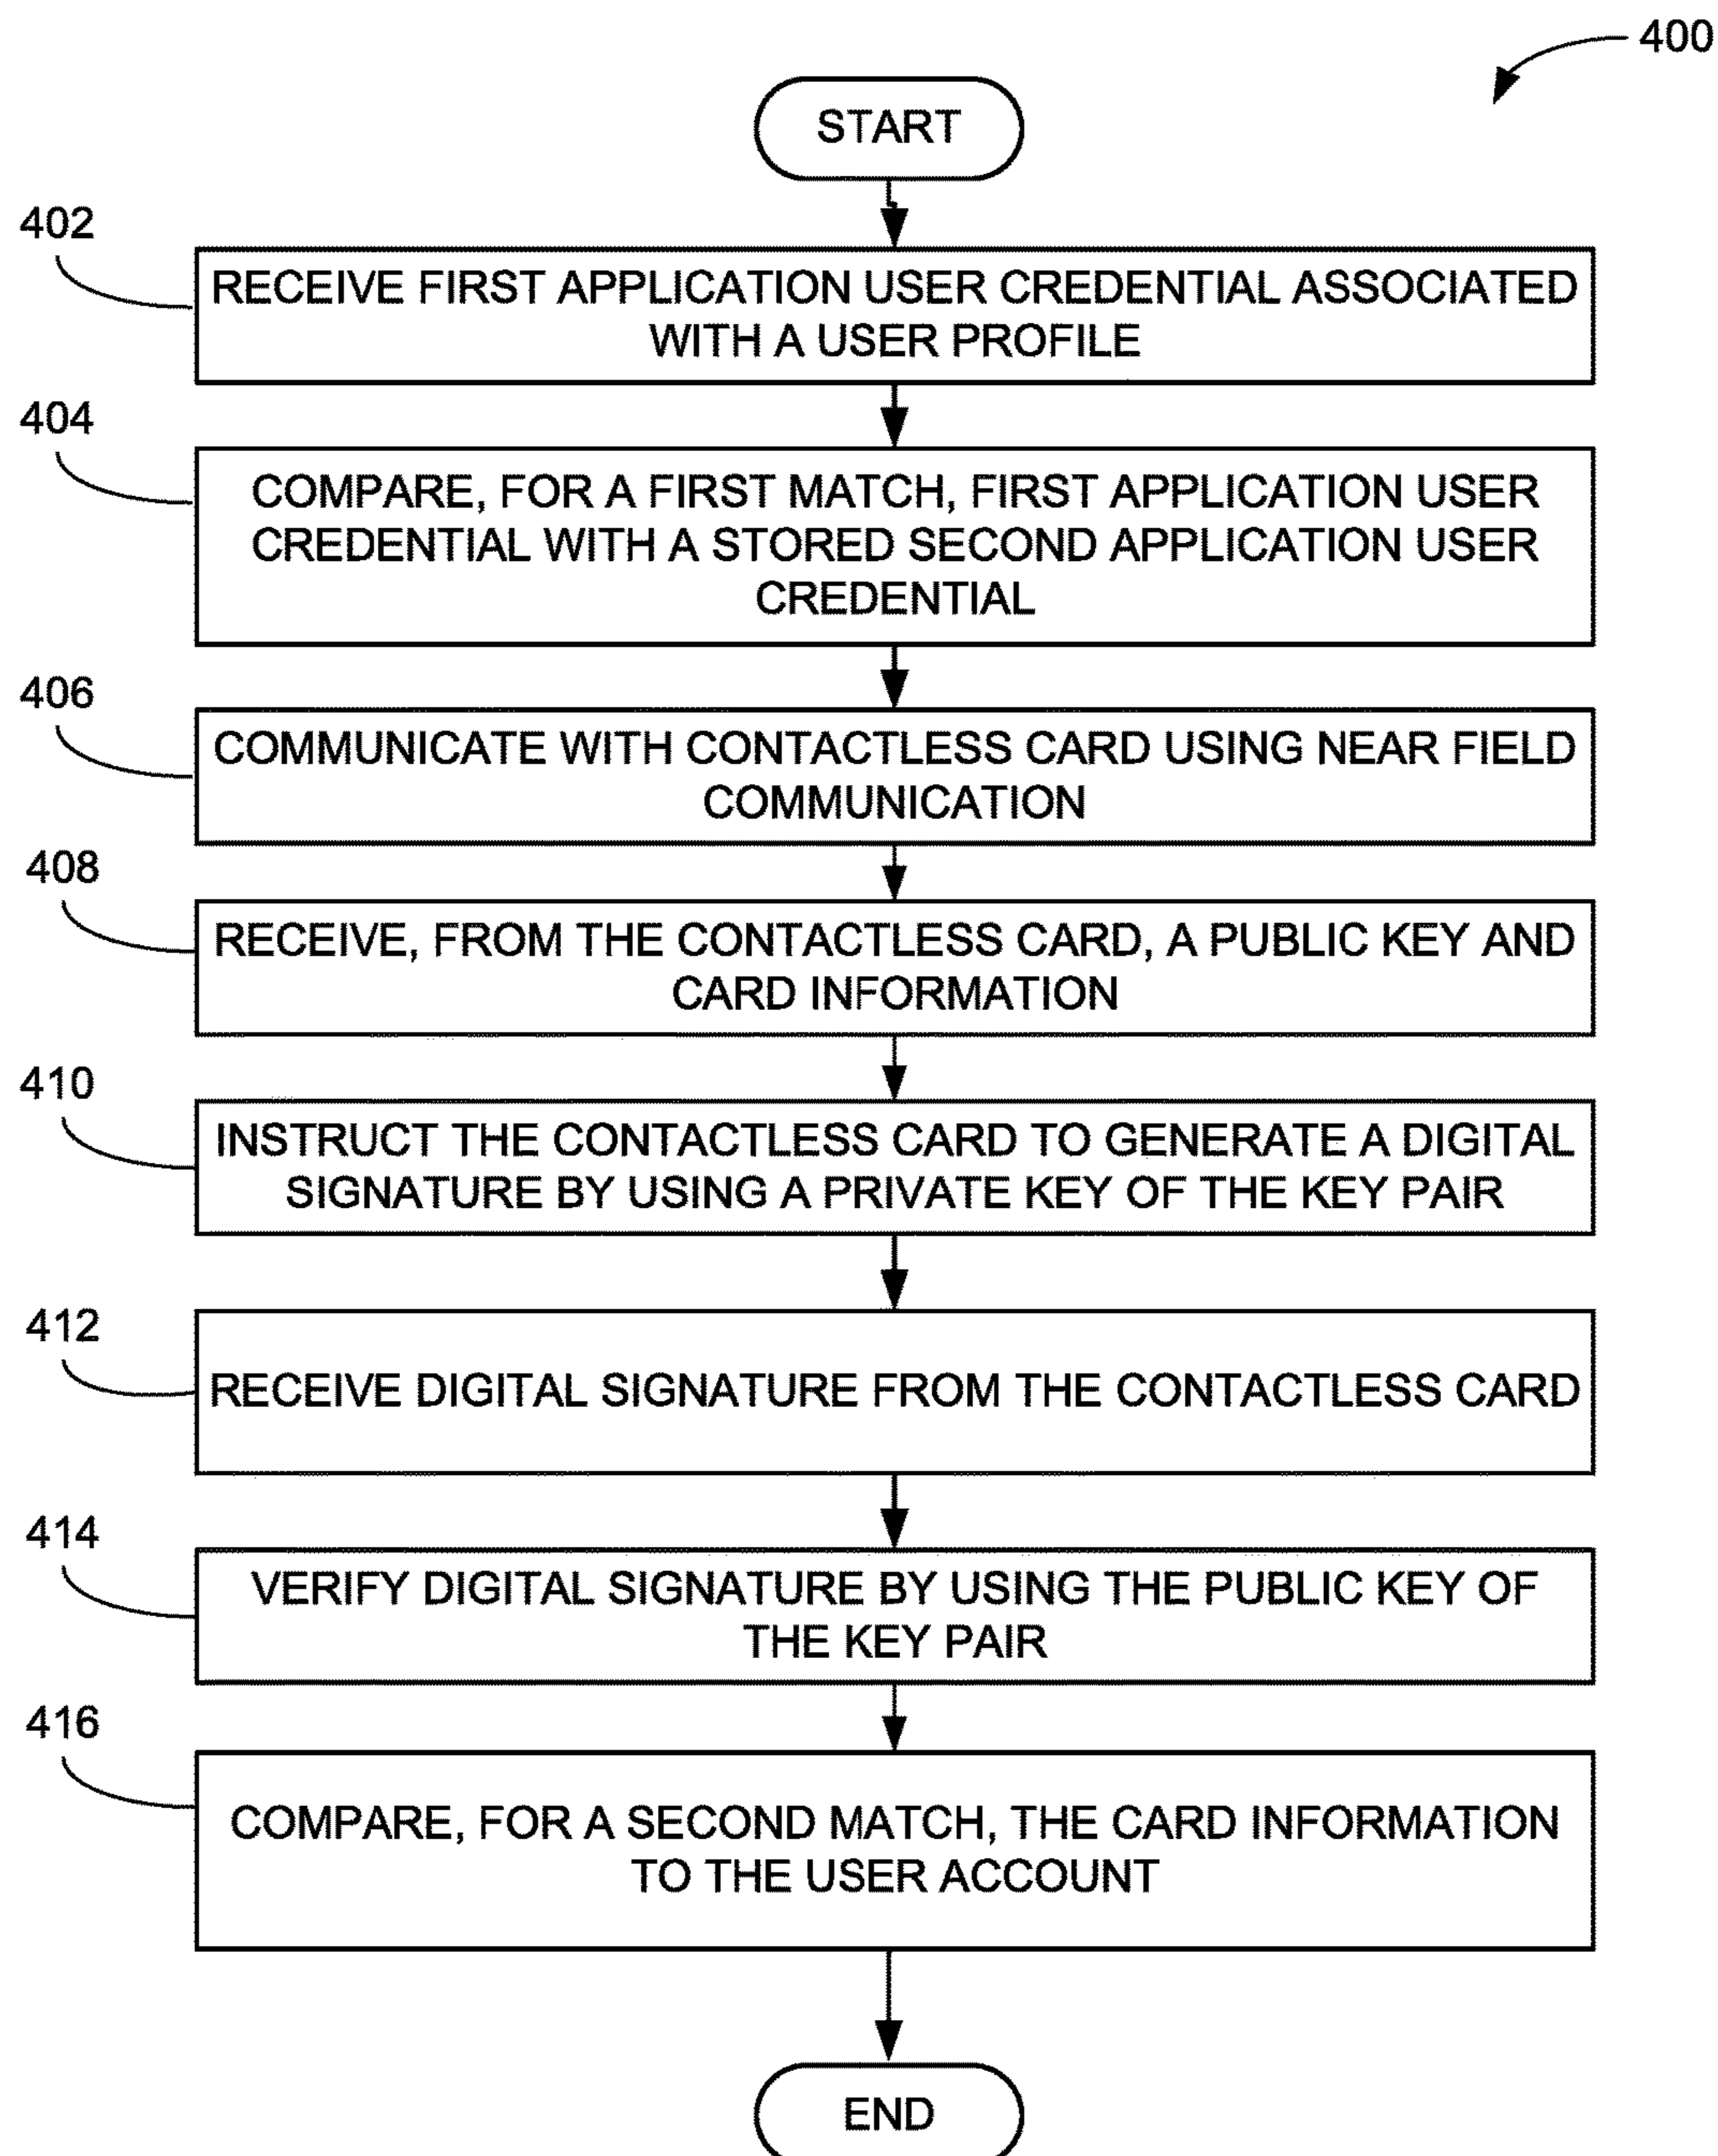 400
START
402
RECEIVE FIRST APPLICATION USER CREDENTIAL ASSOCIATED
WITH A USER PROFILE
404
COMPARE, FOR A FIRST MATCH, FIRST APPLICATION USER
CREDENTIAL WITH A STORED SECOND APPLICATION USER
CREDENTIAL
406
COMMUNICATE WITH CONTACTLESS CARD USING NEAR FIELD
COMMUNICATION
408
RECEIVE, FROM THE CONTACTLESS CARD, A PUBLIC KEY AND
CARD INFORMATION
410
INSTRUCT THE CONTACTLESS CARD TO GENERATE A DIGITAL
SIGNATURE BY USING A PRIVATE KEY OF THE KEY PAIR
412
RECEIVE DIGITAL SIGNATURE FROM THE CONTACTLESS CARD
414
VERIFY DIGITAL SIGNATURE BY USING THE PUBLIC KEY OF
THE KEY PAIR
416
COMPARE, FOR A SECOND MATCH, THE CARD INFORMATION
TO THE USER ACCOUNT
END